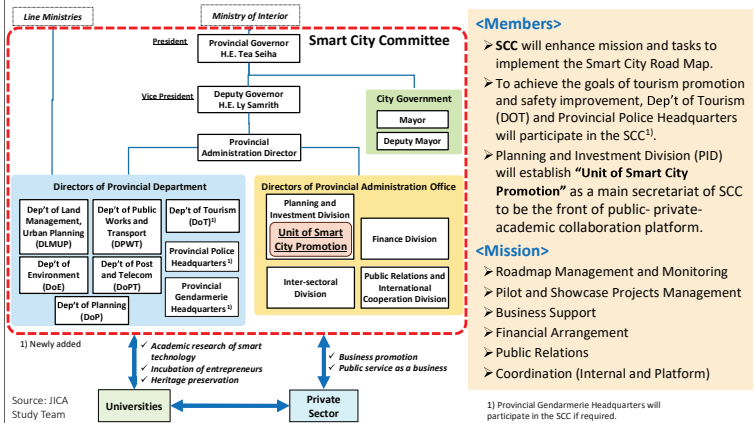 Line Ministries
Ministry of Interior
Smart City Committee
President
Provincial Governor
H.E. Tea Seiha
Vice President
Deputy Governor
H.E. Ly Samrith
City Government
Mayor
Deputy Mayor
Provincial
Administration Director
Directors of Provincial Department
Dep't of Land
Management,
Urban Planning
(DLMUP)
Dep't of Public
Works and
Transport
(DPWT)
Dep't of Tourism
(DoT)1)
Provincial Police
Headquarters 1)
Dep't of
Environment
(DoE)
Dep't of Post
and Telecom
(DoPT)
Provincial
Gendarmerie
Headquarters 1)
Dep't of Planning
(DoP)
Directors of Provincial Administration Office
Planning and
Investment Division
Unit of Smart
City Promotion
Finance Division
Inter-sectoral
Division
Public Relations and
International
Cooperation Division
1) Newly added
✓ Academic research of smart
technology
✓ Incubation of entrepreneurs
✓ Heritage preservation
✓ Business promotion
✓ Public service as a business
Source: JICA
Study Team
Universities
Private
Sector
<Members>
➢ SCC will enhance mission and tasks to
implement the Smart City Road Map.
➢ To achieve the goals of tourism promotion
and safety improvement, Dep't of Tourism
(DOT) and Provincial Police Headquarters
will participate in the SCC1).
➢ Planning and Investment Division (PID)
will establish "Unit of Smart City
Promotion" as a main secretariat of SCC
to be the front of public- private-
academic collaboration platform.
<Mission>
➢ Roadmap Management and Monitoring
➢ Pilot and Showcase Projects Management
➢ Business Support
➢ Financial Arrangement
➢ Public Relations
➢ Coordination (Internal and Platform)
1) Provincial Gendarmerie Headquarters will
participate in the SCC if required.